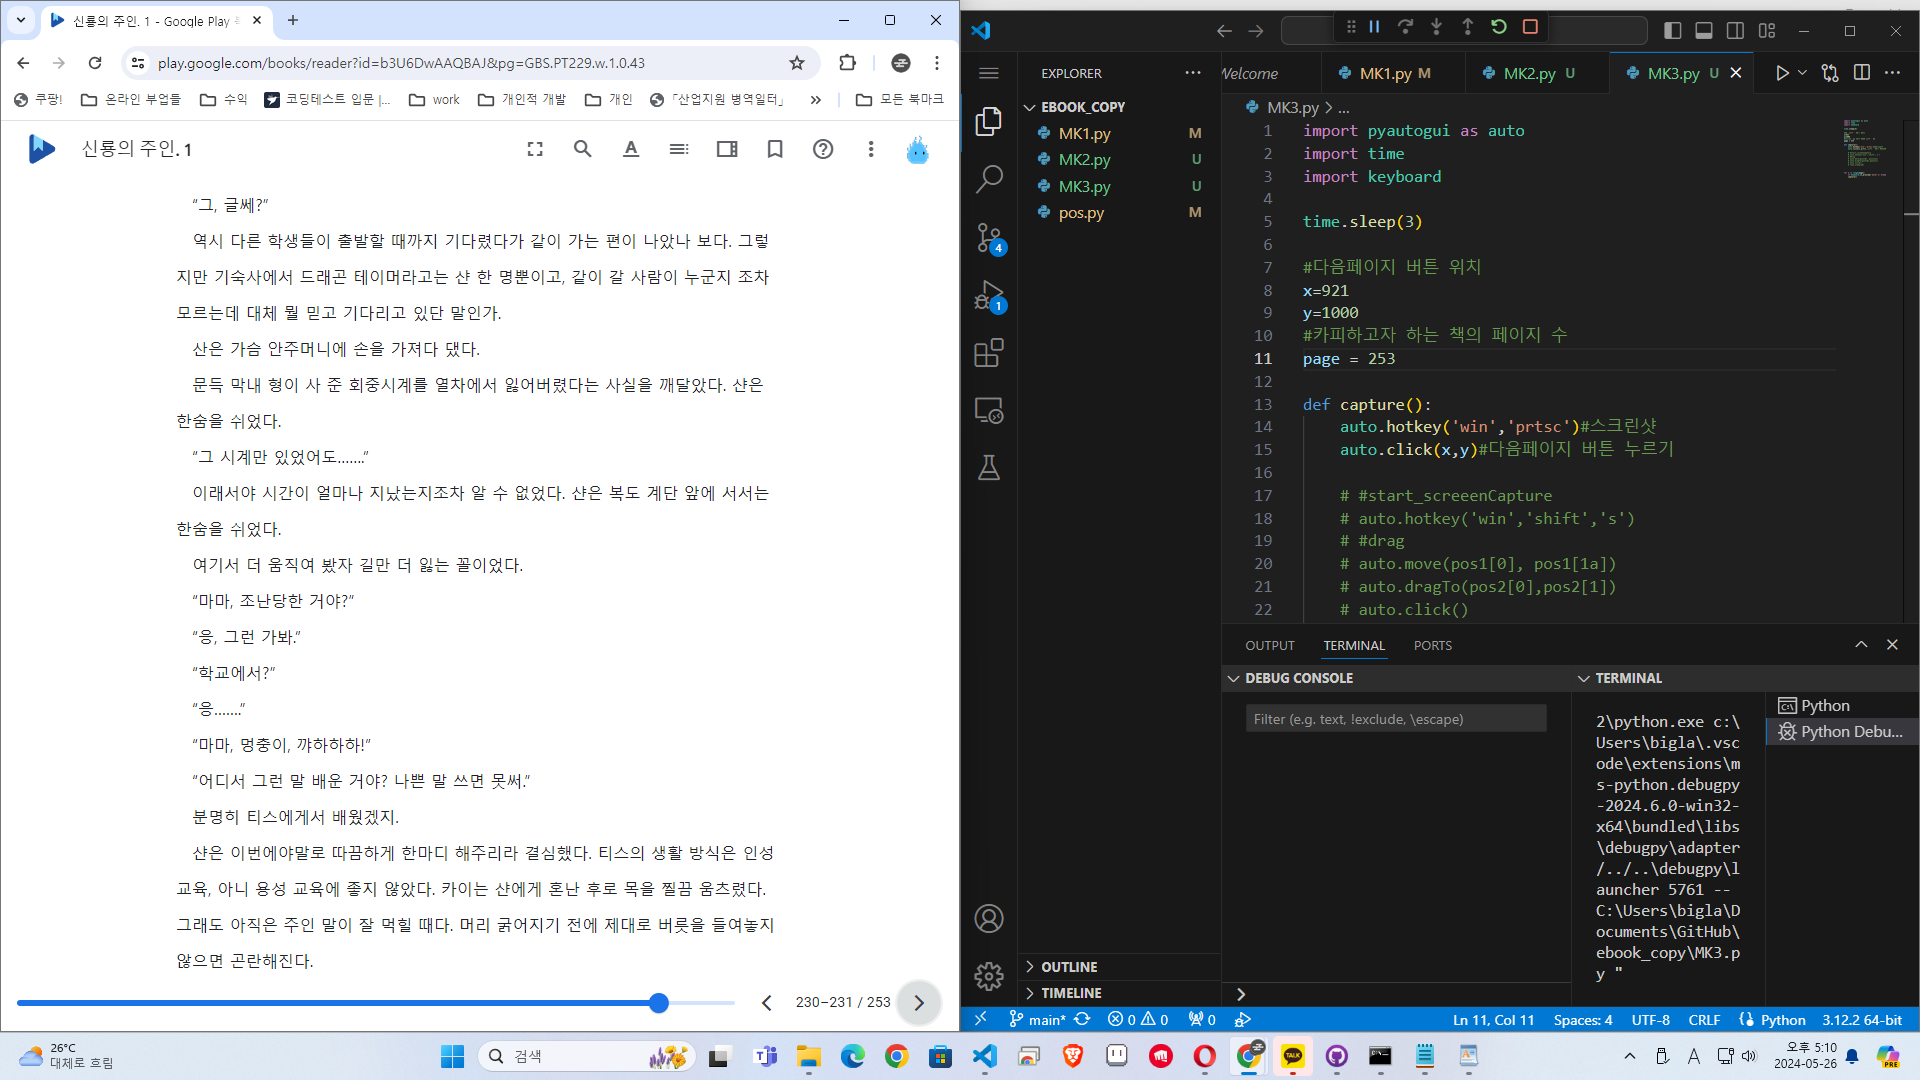 신룡의 주인. 1 - Google Play
play.google.com/books/reader?id=b3U6DwAAQBAJ&pg=GBS.PT229.w.1.0.43
쿠팡!
온라인 부업들
수익
코딩테스트 입문 |...
work
개인적 개발
개인
「산업지원 병역일터」
모든 북마크
신룡의 주인. 1
“그, 글쎄?”
역시 다른 학생들이 출발할 때까지 기다렸다가 같이 가는 편이 나았나 보다. 그렇
지만 기숙사에서 드래곤 테이머라고는 샨 한 명뿐이고, 같이 갈 사람이 누군지 조차
모르는데 대체 뭘 믿고 기다리고 있단 말인가.
산은 가슴 안주머니에 손을 가져다 댔다.
문득 막내 형이 사 준 회중시계를 열차에서 잃어버렸다는 사실을 깨달았다. 샨은
한숨을 쉬었다.
“그 시계만 있었어도…….”
이래서야 시간이 얼마나 지났는지조차 알 수 없었다. 샨은 복도 계단 앞에 서서는
한숨을 쉬었다.
여기서 더 움직여 봤자 길만 더 잃는 꼴이었다.
“마마, 조난당한 거야?”
“응, 그런 가봐.”
“학교에서?”
“응…….”
“마마, 멍충이, 꺄하하하!”
“어디서 그런 말 배운 거야? 나쁜 말 쓰면 못써.”
분명히 티스에게서 배웠겠지.
샨은 이번에야말로 따끔하게 한마디 해주리라 결심했다. 티스의 생활 방식은 인성
교육, 아니 용성 교육에 좋지 않았다. 카이는 샨에게 혼난 후로 목을 찔끔 움츠렸다.
그래도 아직은 주인 말이 잘 먹힐 때다. 머리 굵어지기 전에 제대로 버릇을 들여놓지
않으면 곤란해진다.
230–231 / 253
EXPLORER
EBOOK_COPY
MK1.py M
MK2.py U
MK3.py U
pos.py M
4
1
OUTLINE
TIMELINE
Welcome
MK1.py M
MK2.py U
MK3.py U
MK3.py > ...
1 import pyautogui as auto
2 import time
3 import keyboard
4
5 time.sleep(3)
6
7 #다음페이지 버튼 위치
8 x=921
9 y=1000
10 #카피하고자 하는 책의 페이지 수
11 page = 253
12
13 def capture():
14 auto.hotkey('win','prtsc')#스크린샷
15 auto.click(x,y)#다음페이지 버튼 누르기
16
17 # #start_screeenCapture
18 # auto.hotkey('win','shift','s')
19 # #drag
20 # auto.move(pos1[0], pos1[1a])
21 # auto.dragTo(pos2[0],pos2[1])
22 # auto.click()
OUTPUT
TERMINAL
PORTS
DEBUG CONSOLE
Filter (e.g. text, !exclude, \escape)
TERMINAL
2\python.exe c:\
Users\bigla\.vsc
ode\extensions\m
s-python.debugpy
-2024.6.0-win32-
x64\bundled\libs
\debugpy\adapter
/../..\debugpy\l
auncher 5761 --
C:\Users\bigla\D
ocuments\GitHub\
ebook_copy\MK3.p
y "
Python
Python Debu...
main*
0 0
0
Ln 11, Col 11
Spaces: 4
UTF-8
CRLF
Python
3.12.2 64-bit
26°C
대체로 흐림
검색
TALK
A
오후 5:10
2024-05-26
PRE